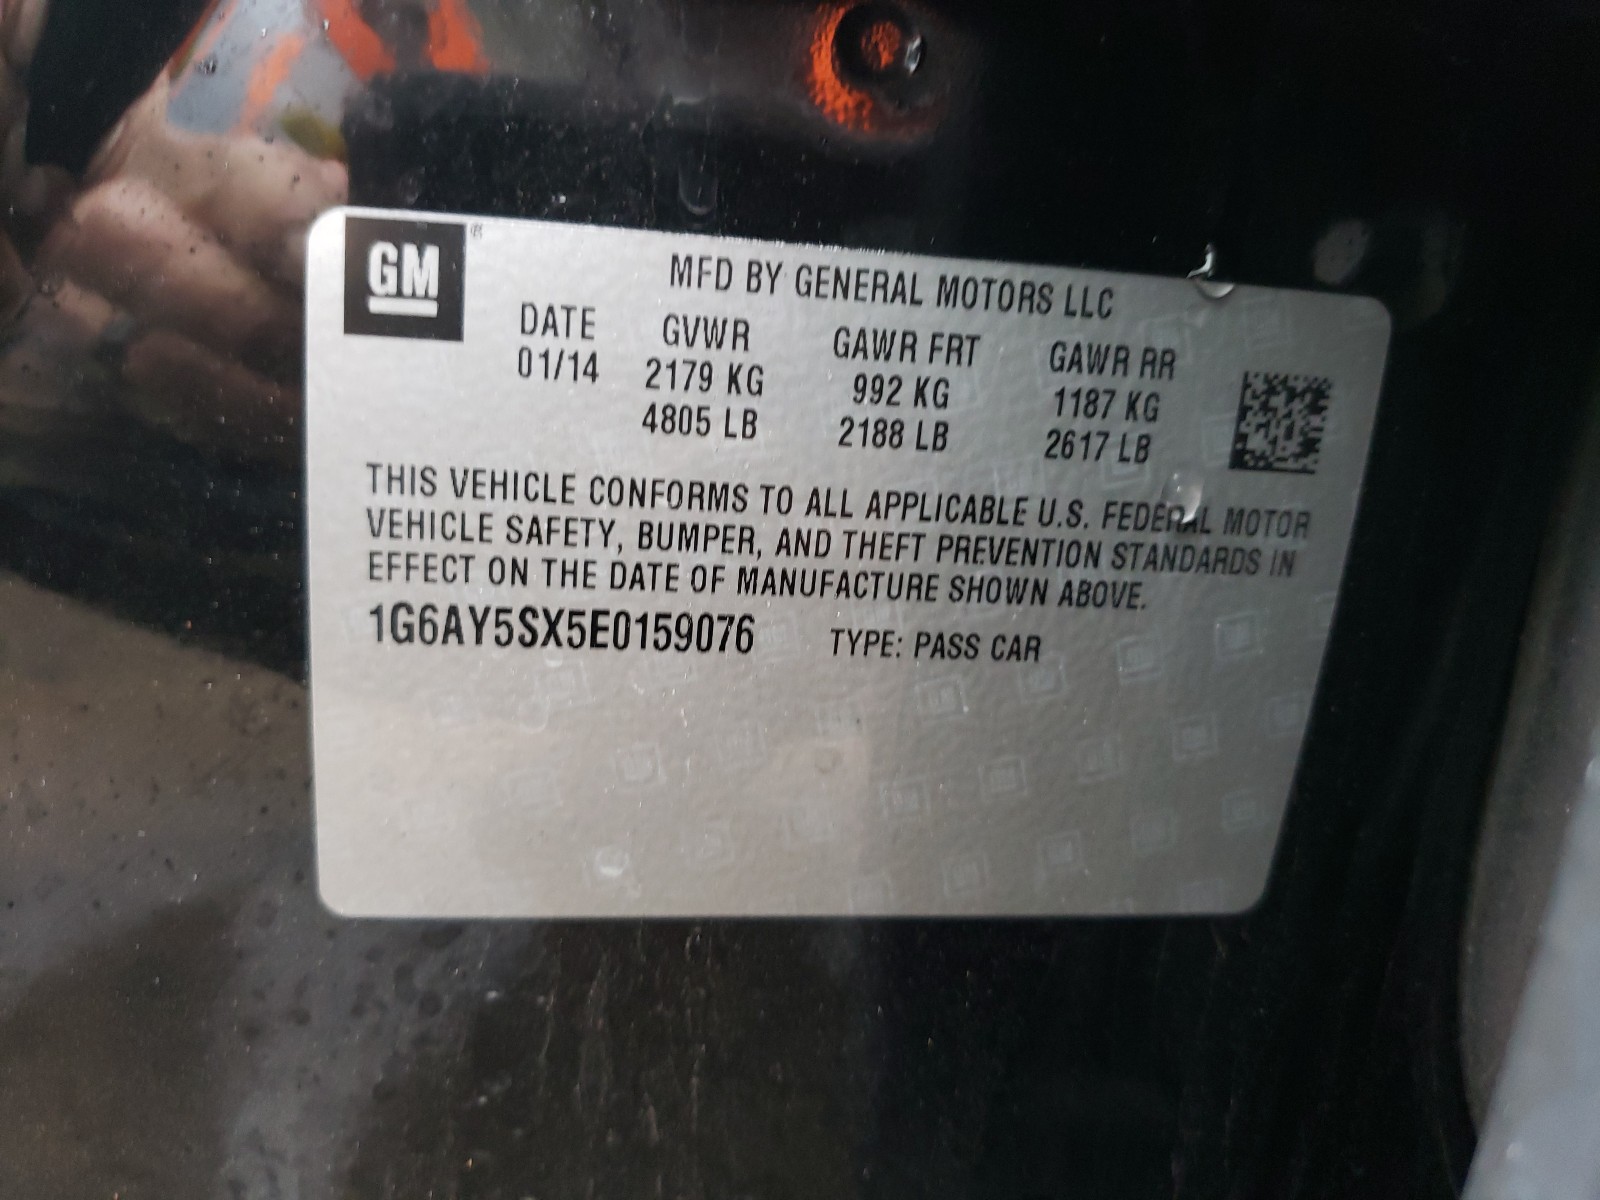 GM®
MFD BY GENERAL MOTORS LLC
DATE GVWR GAWR FRT GAWR RR
01/14 2179 KG 992 KG 1187 KG
4805 LB 2188 LB 2617 LB
THIS VEHICLE CONFORMS TO ALL APPLICABLE U.S. FEDERAL MOTOR
VEHICLE SAFETY, BUMPER, AND THEFT PREVENTION STANDARDS IN
EFFECT ON THE DATE OF MANUFACTURE SHOWN ABOVE.
1G6AY5SX5E0159076 TYPE: PASS CAR